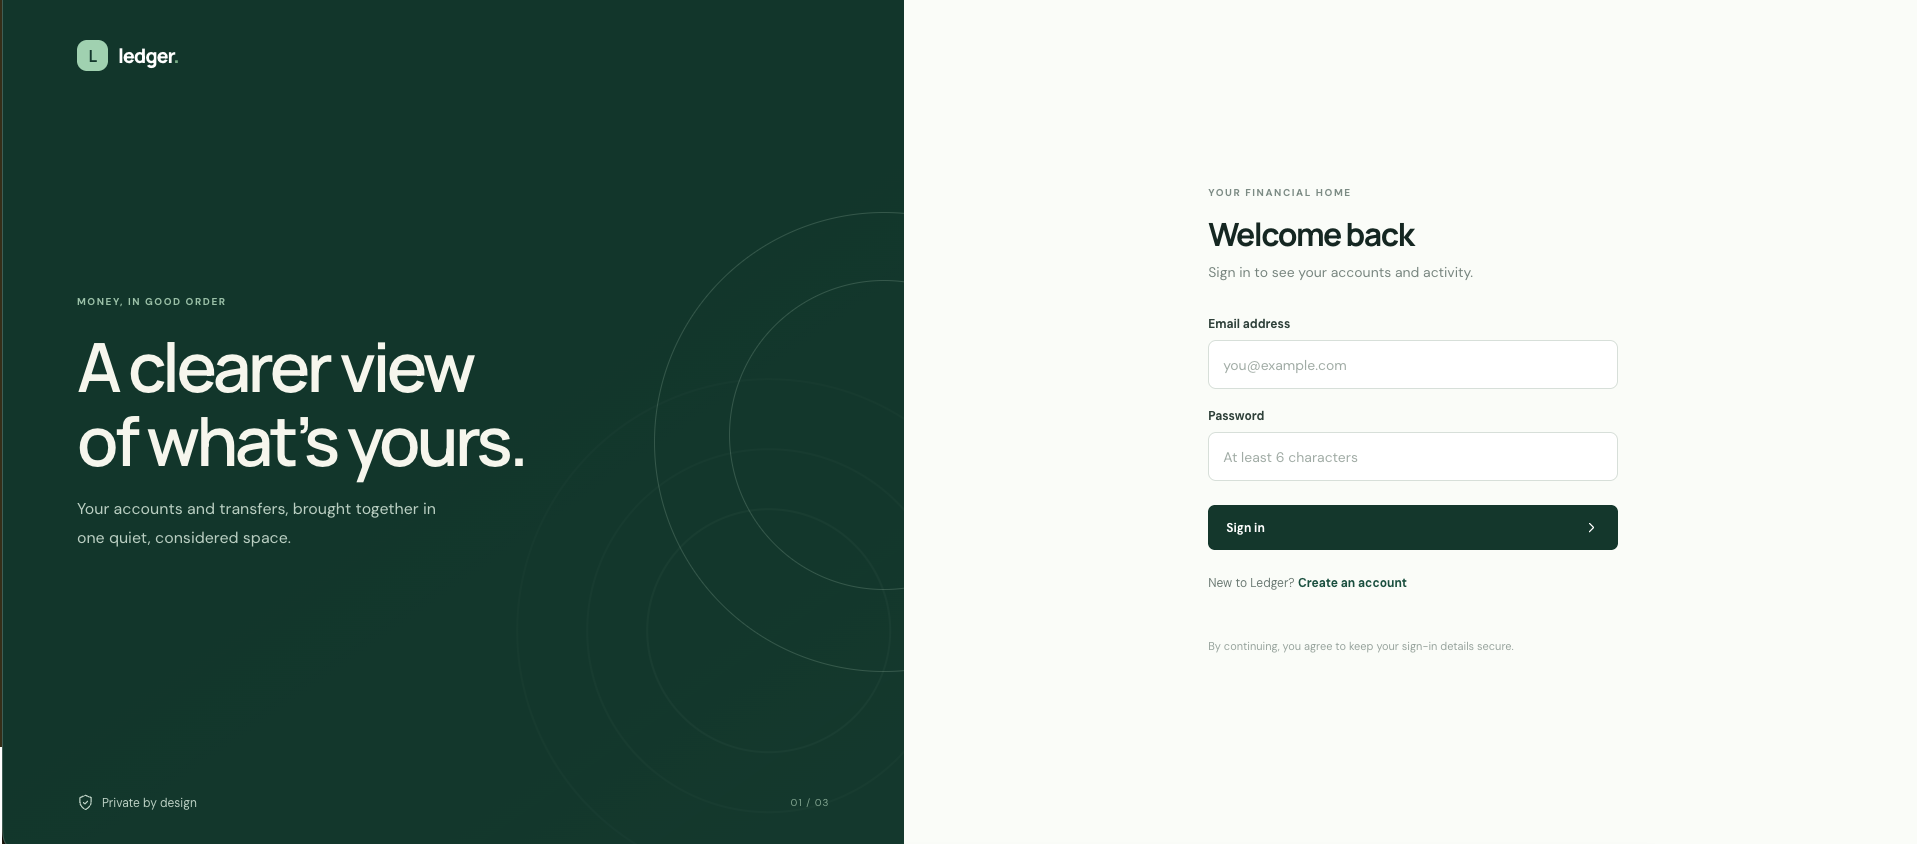 L
ledger.
MONEY, IN GOOD ORDER
A clearer view
of what’s yours.
Your accounts and transfers, brought together in
one quiet, considered space.
Private by design
01 / 03
YOUR FINANCIAL HOME
Welcome back
Sign in to see your accounts and activity.
Email address
you@example.com
Password
At least 6 characters
Sign in
New to Ledger? Create an account
By continuing, you agree to keep your sign-in details secure.